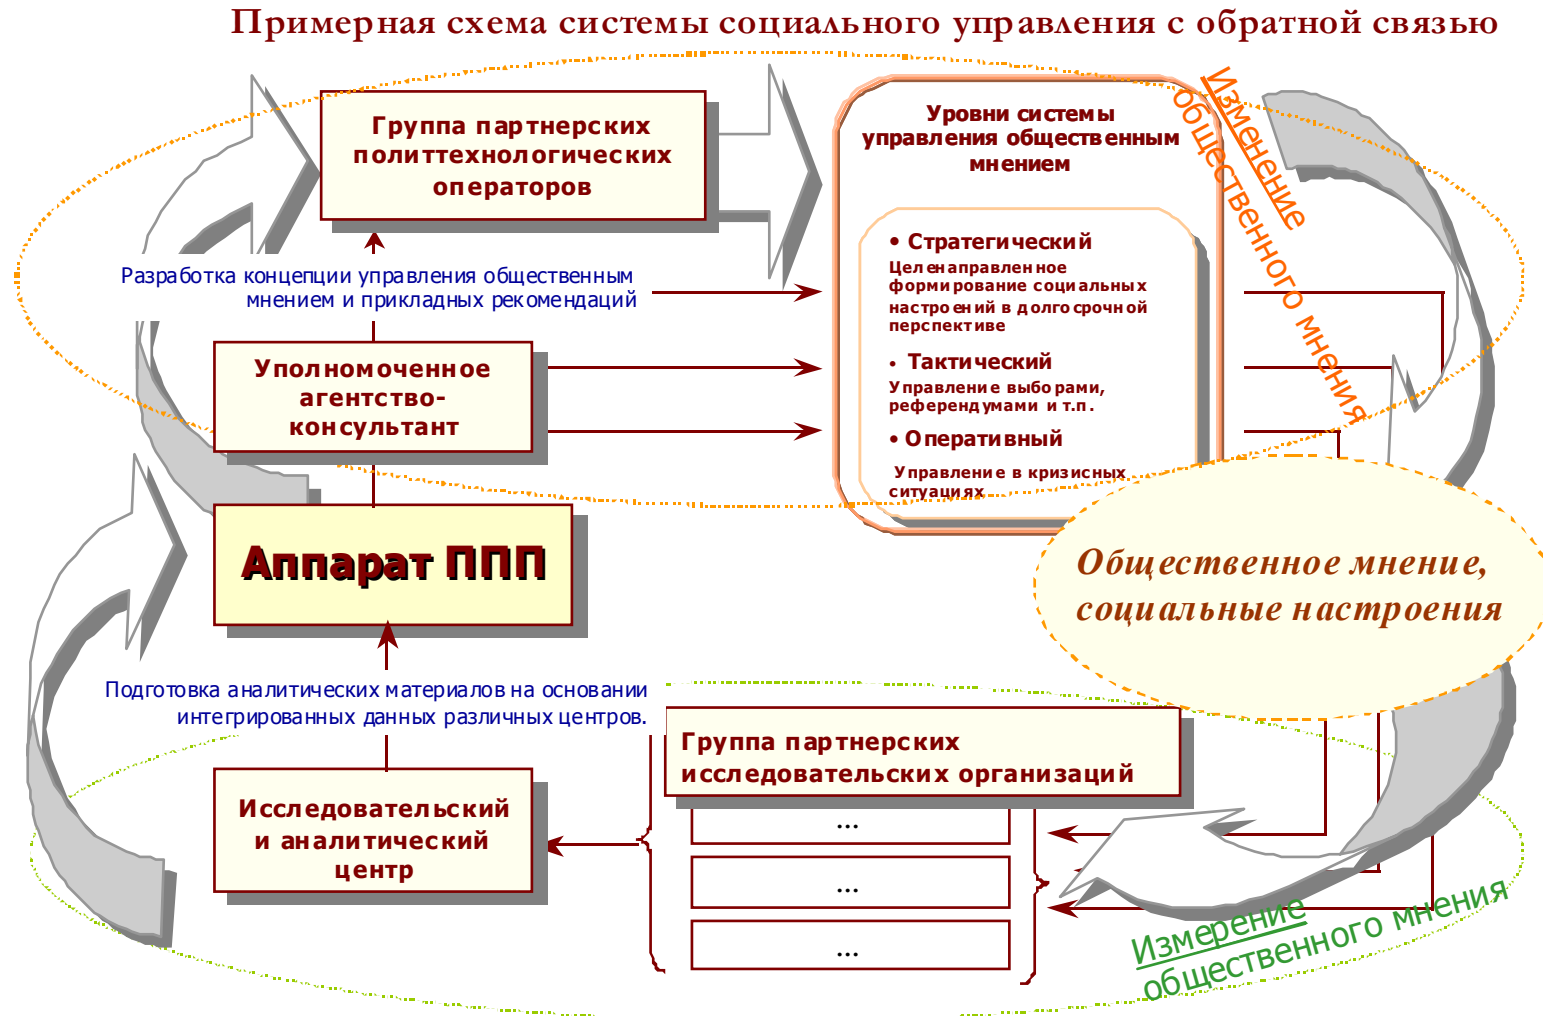 Примерная схема системы социального управления с обратной связью
Группа партнерских
политтехнологических
операторов
Уровни системы
управления общественным
мнением
• Стратегический
Целенаправленное
формирование социальных
настроений в долгосрочной
перспективе
• Тактический
Управление выборами,
референдумами и т.п.
• Оперативный
Управление в кризисных
ситуациях
Изменение
общественного мнения
Разработка концепции управления общественным
мнением и прикладных рекомендаций
Уполномоченное
агентство-
консультант
Аппарат ППП
Общественное мнение,
социальные настроения
Подготовка аналитических материалов на основании
интегрированных данных различных центров.
Группа партнерских
исследовательских организаций
...
...
...
Исследовательский
и аналитический
центр
Измерение
общественного мнения